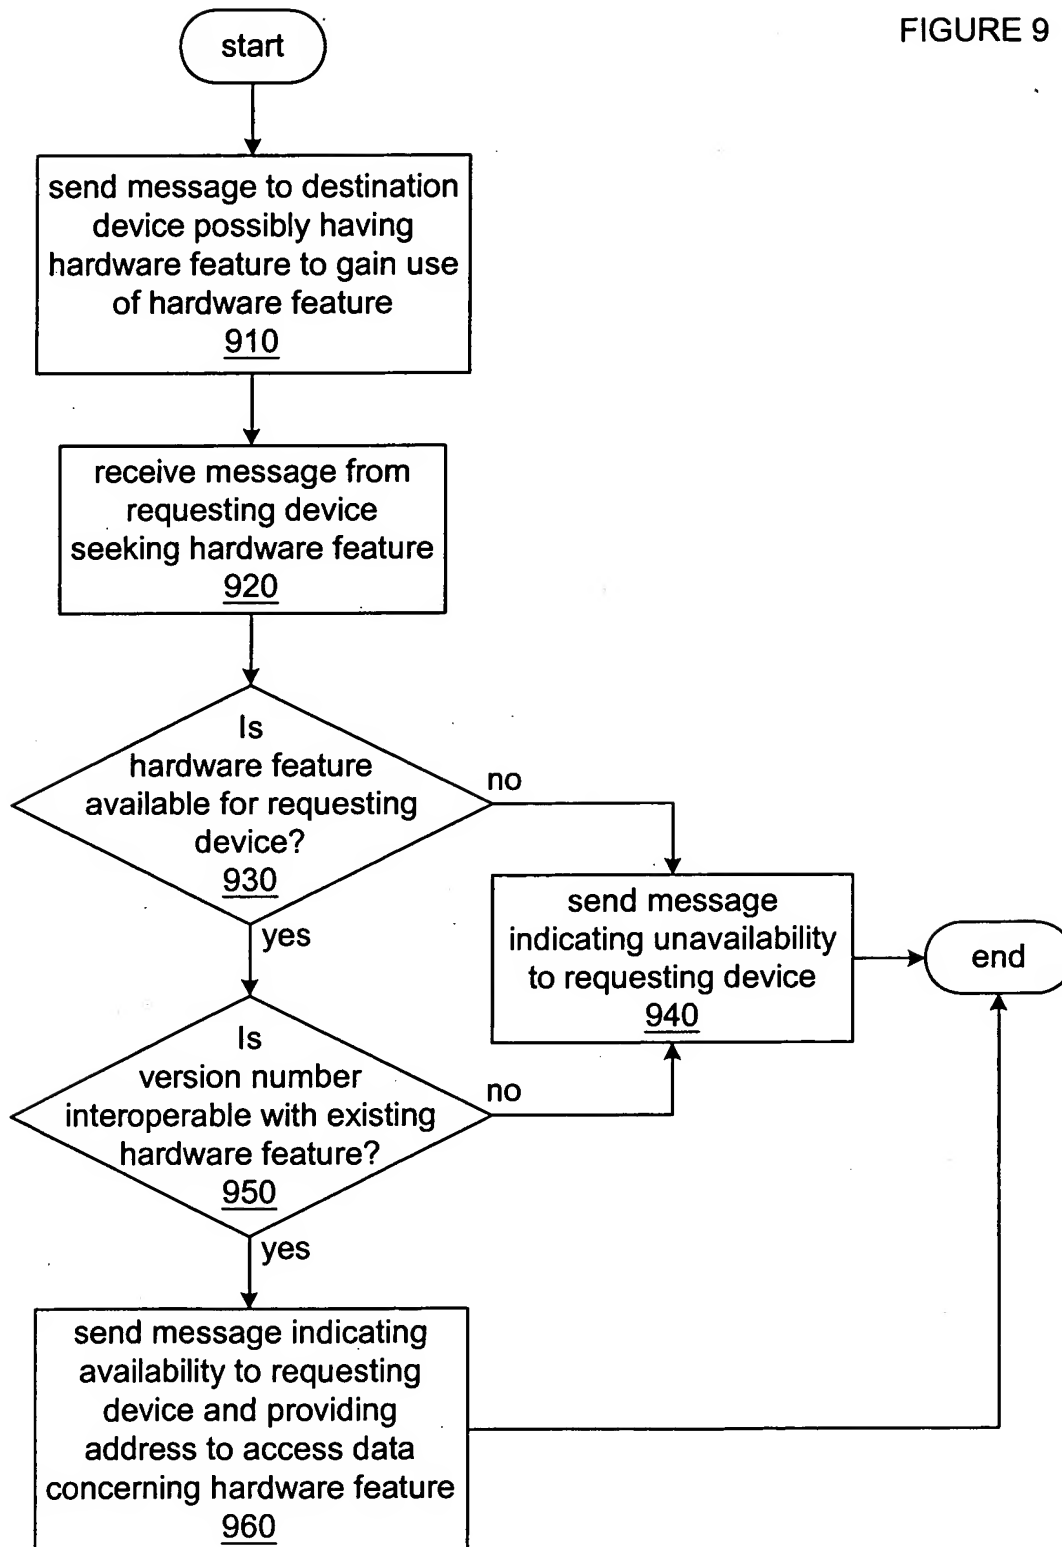 FIGURE 9
start
send message to destination
device possibly having
hardware feature to gain use
of hardware feature
910
receive message from
requesting device
seeking hardware feature
920
Is
hardware feature
available for requesting
device?
930
no
yes
send message
indicating unavailability
to requesting device
940
end
Is
version number
interoperable with existing
hardware feature?
950
no
yes
send message indicating
availability to requesting
device and providing
address to access data
concerning hardware feature
960